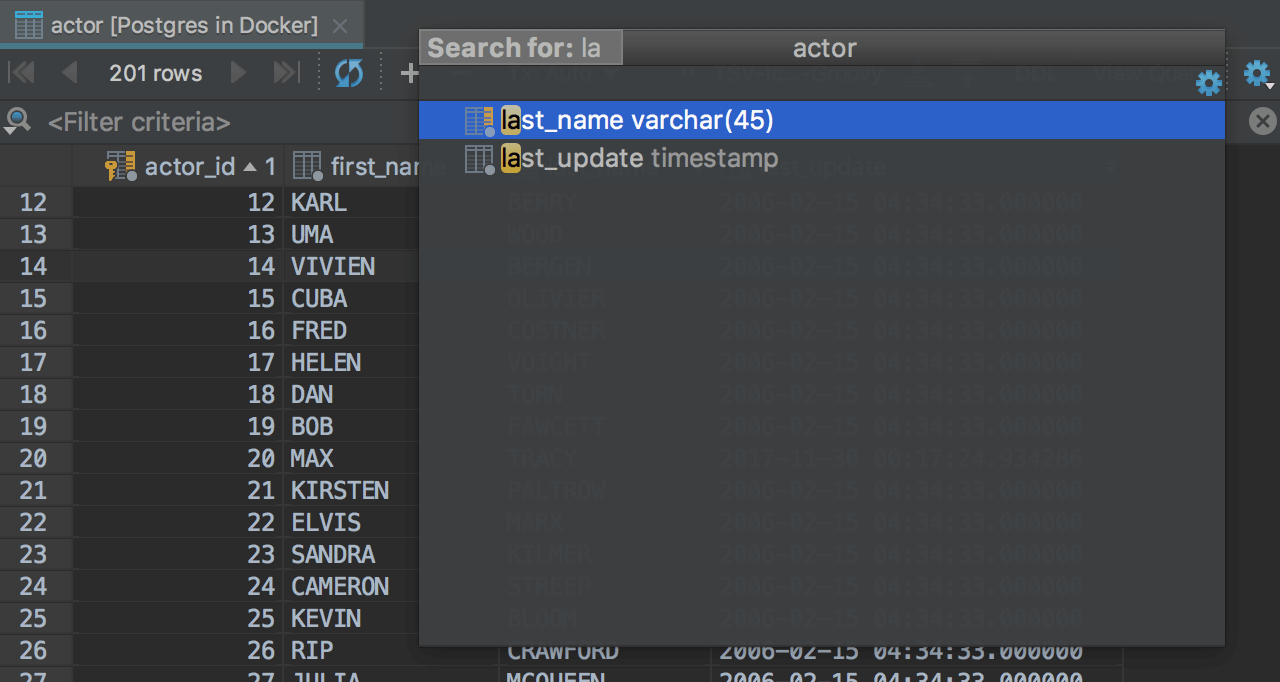 actor [Postgres in Docker]
Search for: la actor
201 rows
<Filter criteria>
last_name varchar(45)
last_update timestamp
actor_id 1 first_name
12 12 KARL BERRY 2006-02-15 04:34:33.000000
13 13 UMA WOOD 2006-02-15 04:34:33.000000
14 14 VIVIEN BERGEN 2006-02-15 04:34:33.000000
15 15 CUBA OLIVIER 2006-02-15 04:34:33.000000
16 16 FRED COSTNER 2006-02-15 04:34:33.000000
17 17 HELEN VOIGHT 2006-02-15 04:34:33.000000
18 18 DAN TORN 2006-02-15 04:34:33.000000
19 19 BOB FAWCETT 2006-02-15 04:34:33.000000
20 20 MAX TRACY 2017-11-30 00:17:24.934286
21 21 KIRSTEN PALTROW 2006-02-15 04:34:33.000000
22 22 ELVIS MARX 2006-02-15 04:34:33.000000
23 23 SANDRA KILMER 2006-02-15 04:34:33.000000
24 24 CAMERON STREEP 2006-02-15 04:34:33.000000
25 25 KEVIN BLOOM 2006-02-15 04:34:33.000000
26 26 RIP CRAWFORD 2006-02-15 04:34:33.000000
27 27 JULIA MCQUEEN 2006-02-15 04:34:33.000000